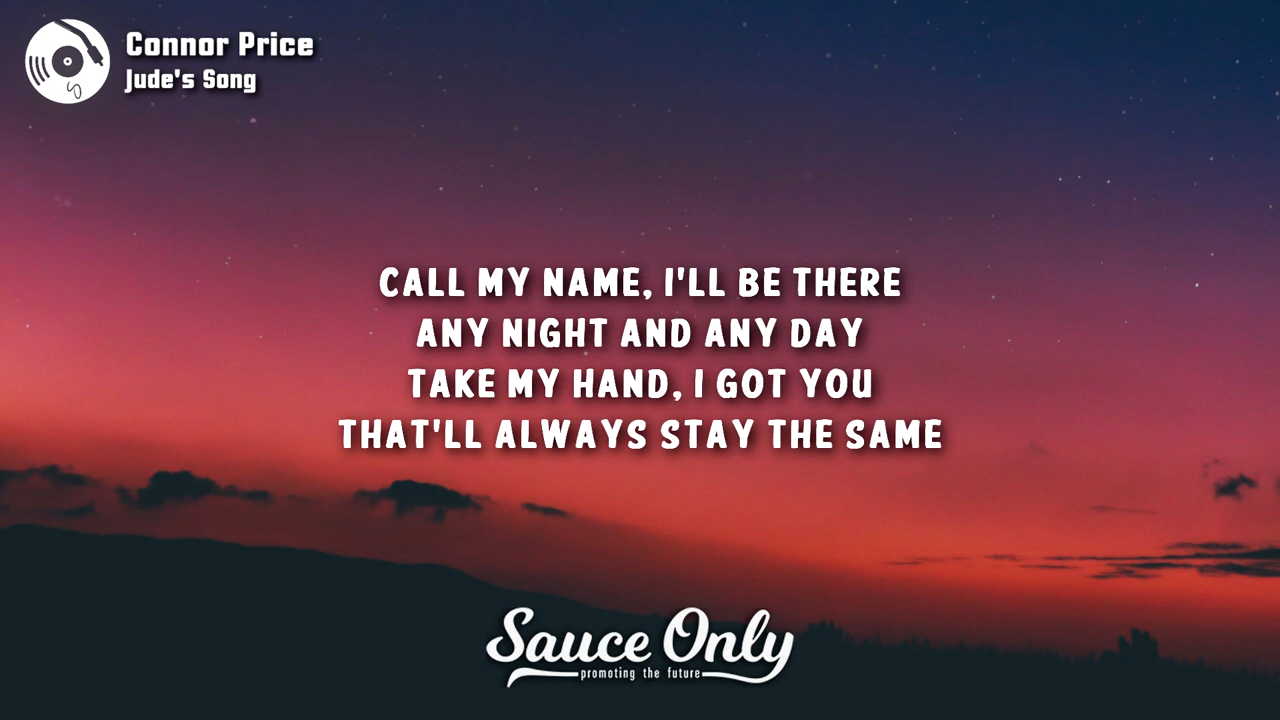 Connor Price
Jude's Song
CALL MY NAME, I'LL BE THERE
ANY NIGHT AND ANY DAY
TAKE MY HAND, I GOT YOU
THAT'LL ALWAYS STAY THE SAME
Sauce Only
promoting the future